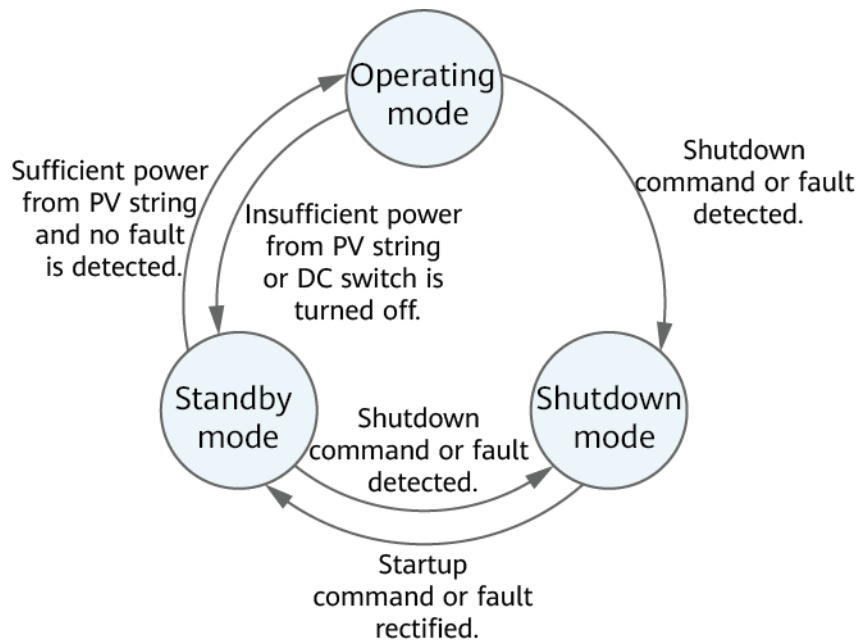 Operating
mode
Shutdown
command or fault
detected.
Sufficient power
from PV string
and no fault
is detected.
Insufficient power
from PV string
or DC switch is
turned off.
Standby
mode
Shutdown
command or fault
detected.
Shutdown
mode
Startup
command or fault
rectified.